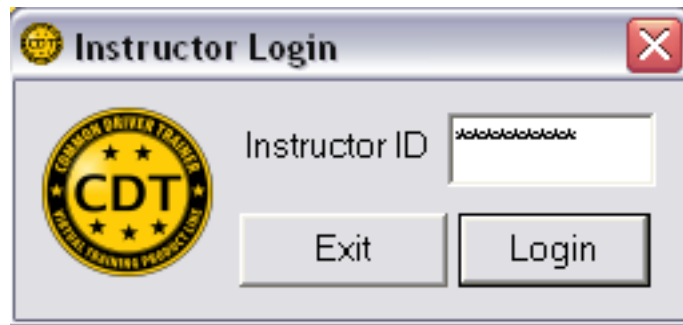 Instructor Login
COMMON DRIVER TRAINER
CDT
VIRTUAL TRAINING PRODUCT LINE
Instructor ID
***********
Exit
Login